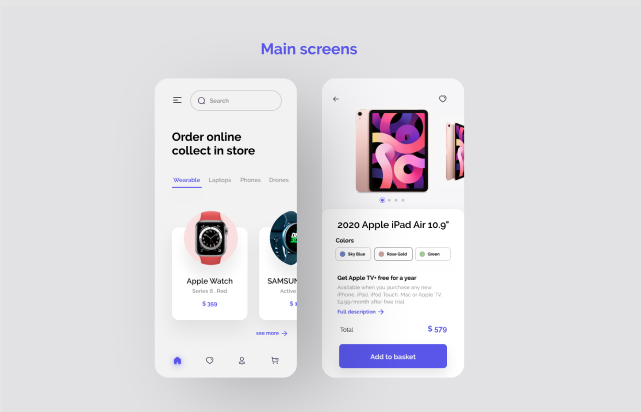 Main screens
Search
Order online
collect in store
Wearable
Laptops
Phones
Drones
Apple Watch
Series 6 . Red
$ 359
SAMSUN
Active
$
see more
2020 Apple iPad Air 10.9"
Colors
Sky Blue
Rose Gold
Green
Get Apple TV+ free for a year
Available when you purchase any new
iPhone, iPad, iPod Touch, Mac or Apple TV,
£4.99/month after free trial.
Full description
Total
$ 579
Add to basket